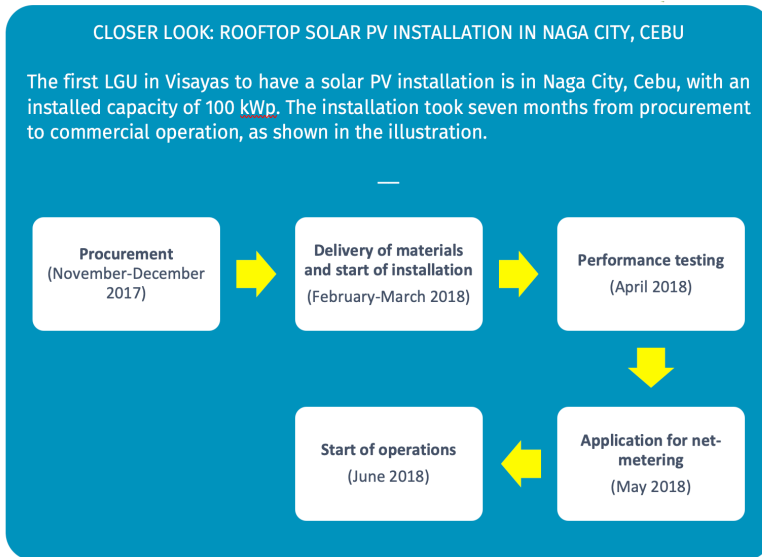 CLOSER LOOK: ROOFTOP SOLAR PV INSTALLATION IN NAGA CITY, CEBU
The first LGU in Visayas to have a solar PV installation is in Naga City, Cebu, with an
installed capacity of 100 kWp. The installation took seven months from procurement
to commercial operation, as shown in the illustration.
Procurement
(November-December
2017)
Delivery of materials
and start of installation
(February-March 2018)
Performance testing
(April 2018)
Application for net-
metering
(May 2018)
Start of operations
(June 2018)